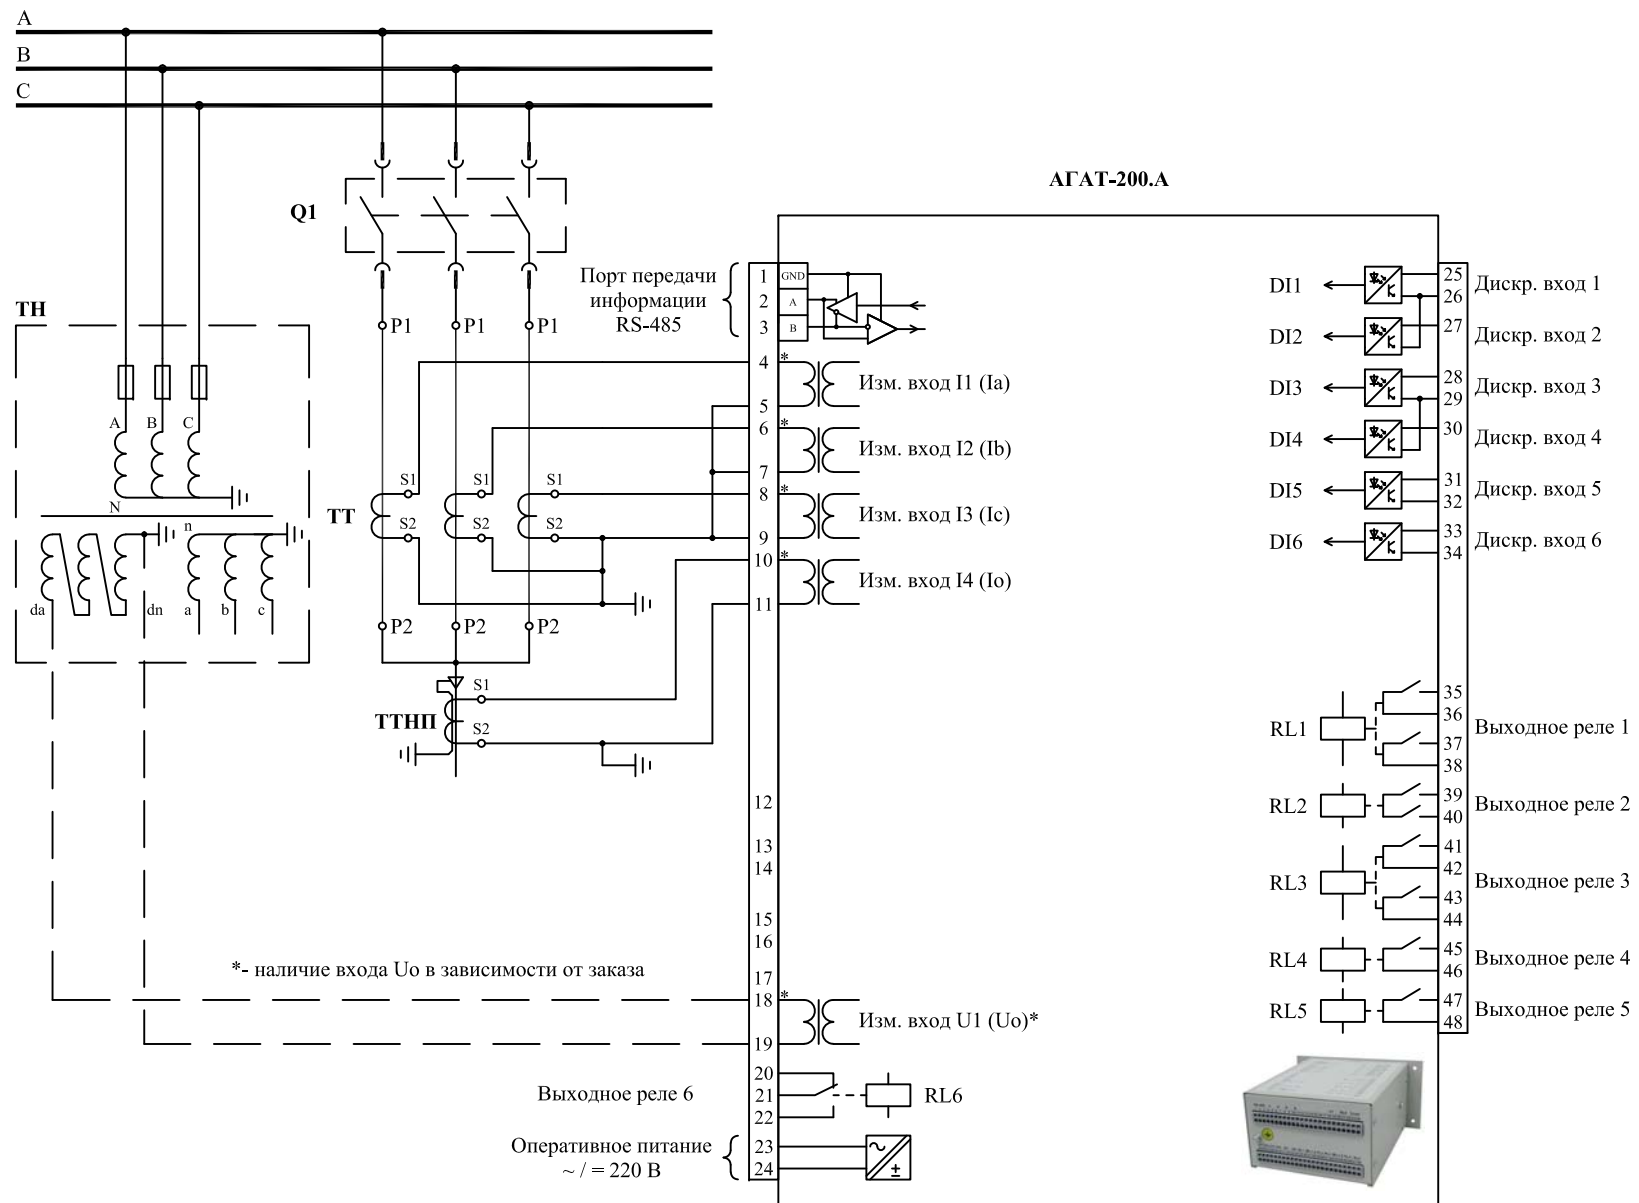 A
B
C
АГАТ-200.А
Q1
Порт передачи
информации
RS-485
1
2
3
GND
A
B
ТН
P1
P1
P1
A
B
C
N
n
da
dn
a
b
c
ТТ
S1
S1
S1
S2
S2
S2
P2
P2
P2
ТТНП
S1
S2
4
5
6
7
8
9
10
11
*
*
*
*
Изм. вход I1 (Ia)
Изм. вход I2 (Ib)
Изм. вход I3 (Ic)
Изм. вход I4 (Io)
12
13
14
15
16
17
18
19
*
*- наличие входа Uo в зависимости от заказа
Изм. вход U1 (Uo)*
Выходное реле 6
20
21
22
RL6
Оперативное питание
~ / = 220 В
23
24
~
±
DI1
25
26
Дискр. вход 1
DI2
27
Дискр. вход 2
DI3
28
29
Дискр. вход 3
DI4
30
Дискр. вход 4
DI5
31
32
Дискр. вход 5
DI6
33
34
Дискр. вход 6
RL1
35
36
37
38
Выходное реле 1
RL2
39
40
Выходное реле 2
RL3
41
42
43
44
Выходное реле 3
RL4
45
46
Выходное реле 4
RL5
47
48
Выходное реле 5